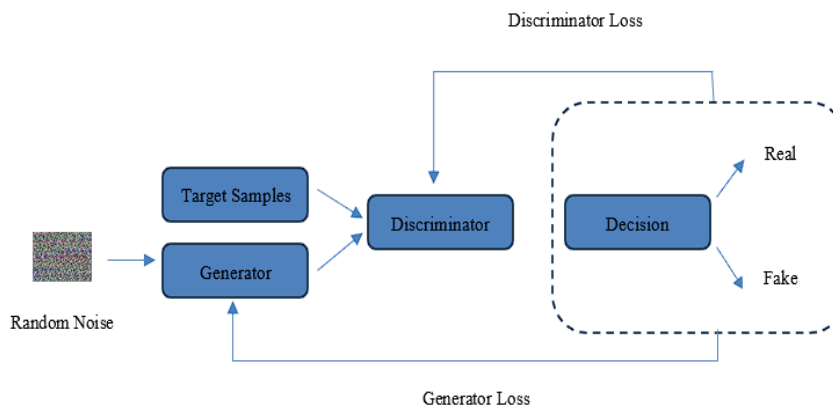 Discriminator Loss
Real
Target Samples
Discriminator
Decision
Generator
Fake
Random Noise
Generator Loss